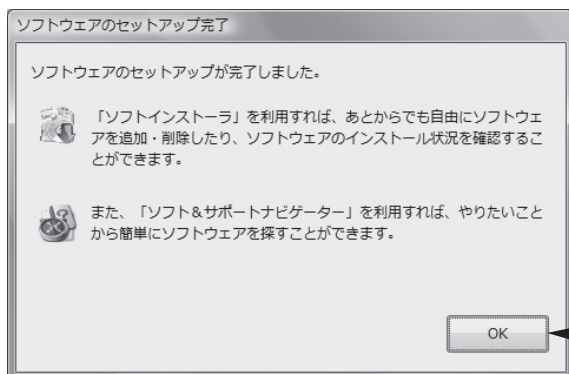 ソフトウェアのセットアップ完了
ソフトウェアのセットアップが完了しました。
「ソフトインストーラ」を利用すれば、あとからでも自由にソフトウェ
アを追加・削除したり、ソフトウェアのインストール状況を確認するこ
とができます。
また、「ソフト&サポートナビゲーター」を利用すれば、やりたいこと
から簡単にソフトウェアを探すことができます。
OK